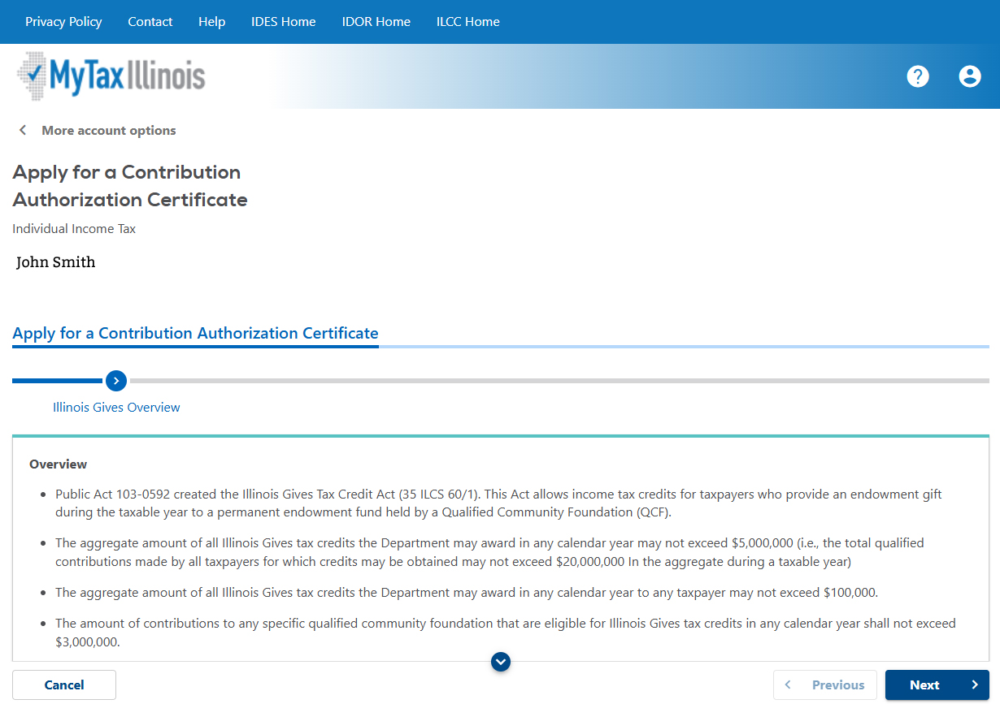 Privacy Policy Contact Help IDES Home IDOR Home ILCC Home
MyTax Illinois
?
More account options
Apply for a Contribution
Authorization Certificate
Individual Income Tax
John Smith
Apply for a Contribution Authorization Certificate
Illinois Gives Overview
Overview
• Public Act 103-0592 created the Illinois Gives Tax Credit Act (35 ILCS 60/1). This Act allows income tax credits for taxpayers who provide an endowment gift
during the taxable year to a permanent endowment fund held by a Qualified Community Foundation (QCF).
• The aggregate amount of all Illinois Gives tax credits the Department may award in any calendar year may not exceed $5,000,000 (i.e., the total qualified
contributions made by all taxpayers for which credits may be obtained may not exceed $20,000,000 In the aggregate during a taxable year)
• The aggregate amount of all Illinois Gives tax credits the Department may award in any calendar year to any taxpayer may not exceed $100,000.
• The amount of contributions to any specific qualified community foundation that are eligible for Illinois Gives tax credits in any calendar year shall not exceed
$3,000,000.
Cancel Previous Next